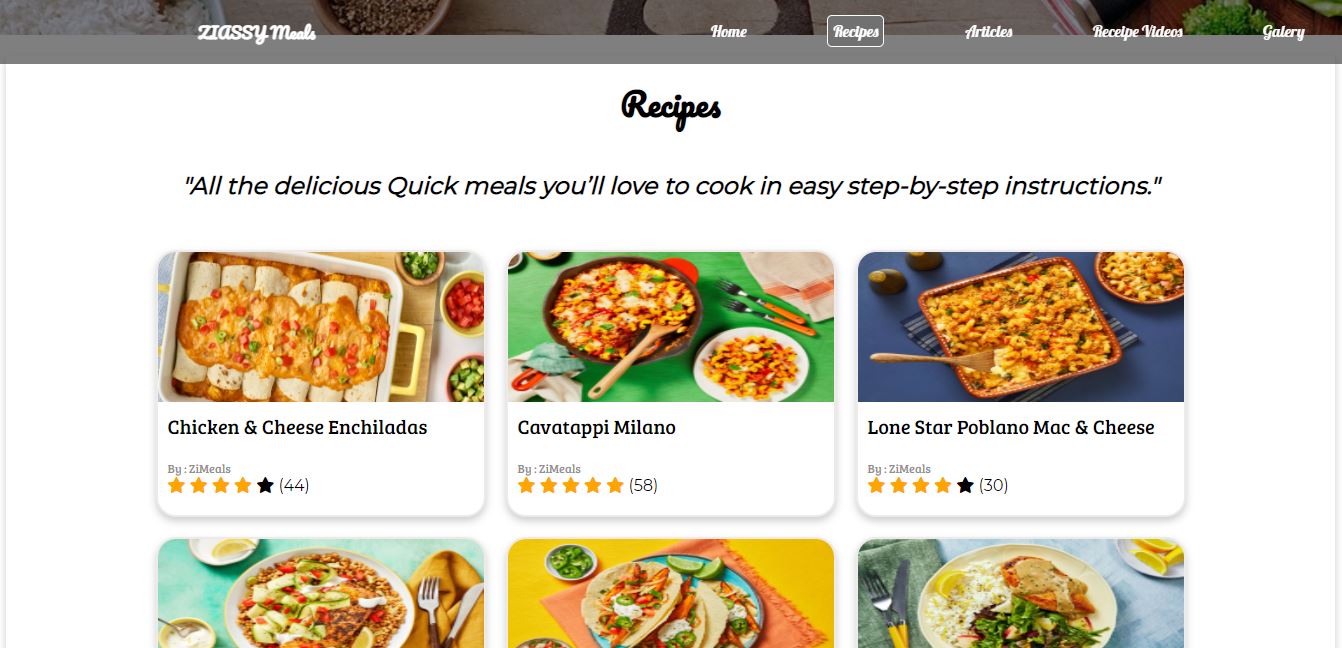 ZIASSY Meals
Home
Recipes
Articles
Receipe Videos
Galery
Recipes
"All the delicious Quick meals you’ll love to cook in easy step-by-step instructions."
Chicken & Cheese Enchiladas
Cavatappi Milano
Lone Star Poblano Mac & Cheese
By : ZiMeals
By : ZiMeals
By : ZiMeals
(44)
(58)
(30)